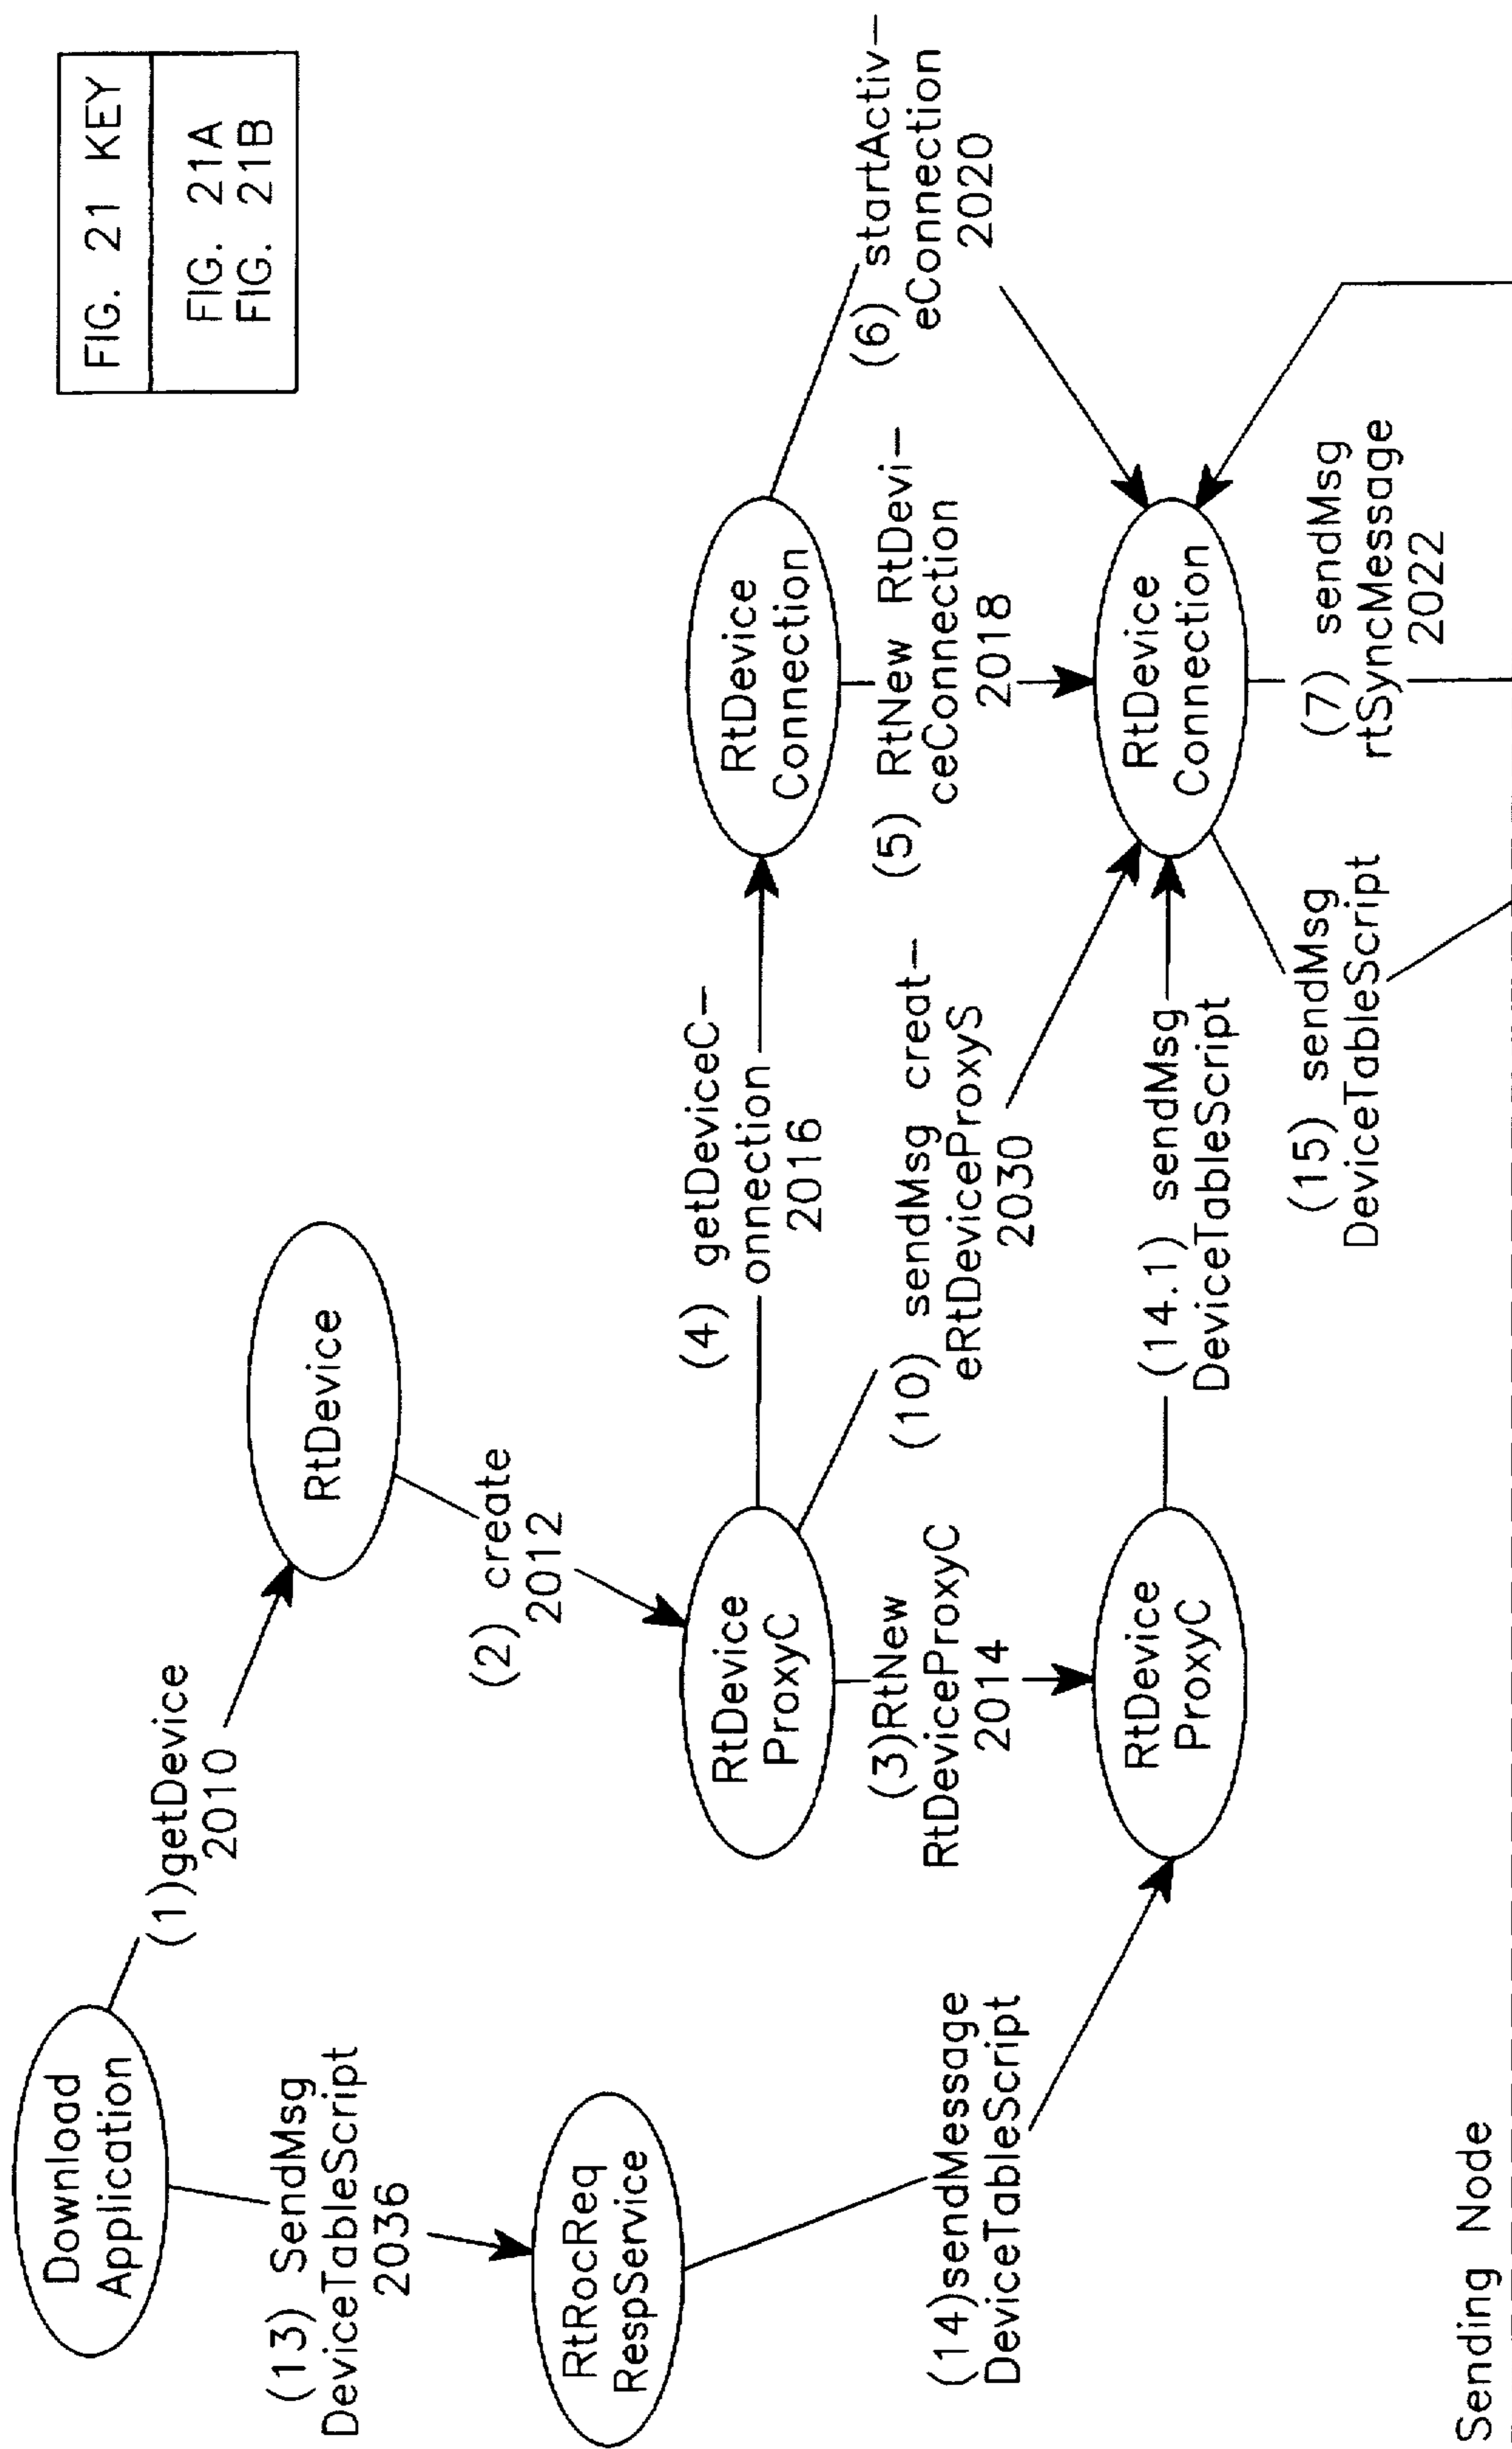 FIG. 21 KEY
FIG. 21A
FIG. 21B
Download
Application
(1)getDevice
2010
RtDevice
(2) create
2012
(13) SendMsg
DeviceTableScript
2036
RtRocReq
RespService
RtDevice
ProxyC
(4) getDeviceC-
onnection
2016
RtDevice
Connection
(6) startActiv-
eConnection
2020
(3)RtNew
RtDeviceProxyC
2014
(10) sendMsg creat-
eRtDeviceProxyS
2030
(5) RtNew RtDevi-
ceConnection
2018
(14)sendMessage
DeviceTableScript
RtDevice
ProxyC
(14.1) sendMsg
DeviceTableScript
RtDevice
Connection
(15) sendMsg
DeviceTableScript
(7) sendMsg
rtSyncMessage
2022
Sending Node